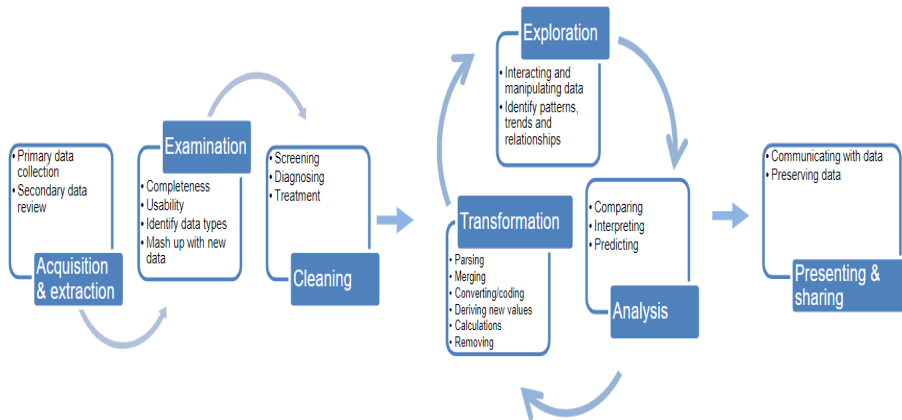 • Primary data
collection
• Secondary data
review
Acquisition
& extraction
Examination
• Completeness
• Usability
• Identify data types
• Mash up with new
data
• Screening
• Diagnosing
• Treatment
Cleaning
Transformation
• Parsing
• Merging
• Converting/coding
• Deriving new values
• Calculations
• Removing
Exploration
• Interacting and
manipulating data
• Identify patterns,
trends and
relationships
• Comparing
• Interpreting
• Predicting
Analysis
• Communicating with data
• Preserving data
Presenting &
sharing